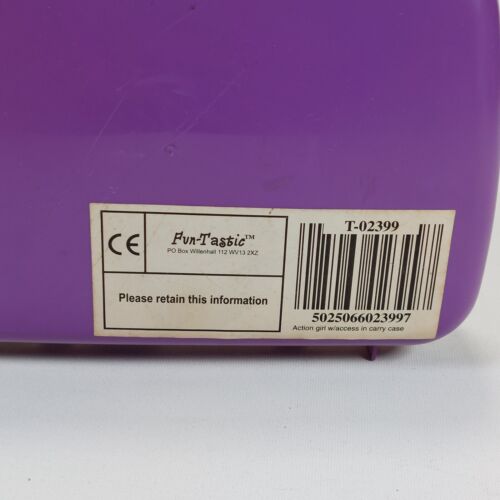 CE
Fun-Tastic™
PO Box Willenhall 112 WV13 2XZ
Please retain this information
T-02399
5025066023997
Action girl w/access in carry case